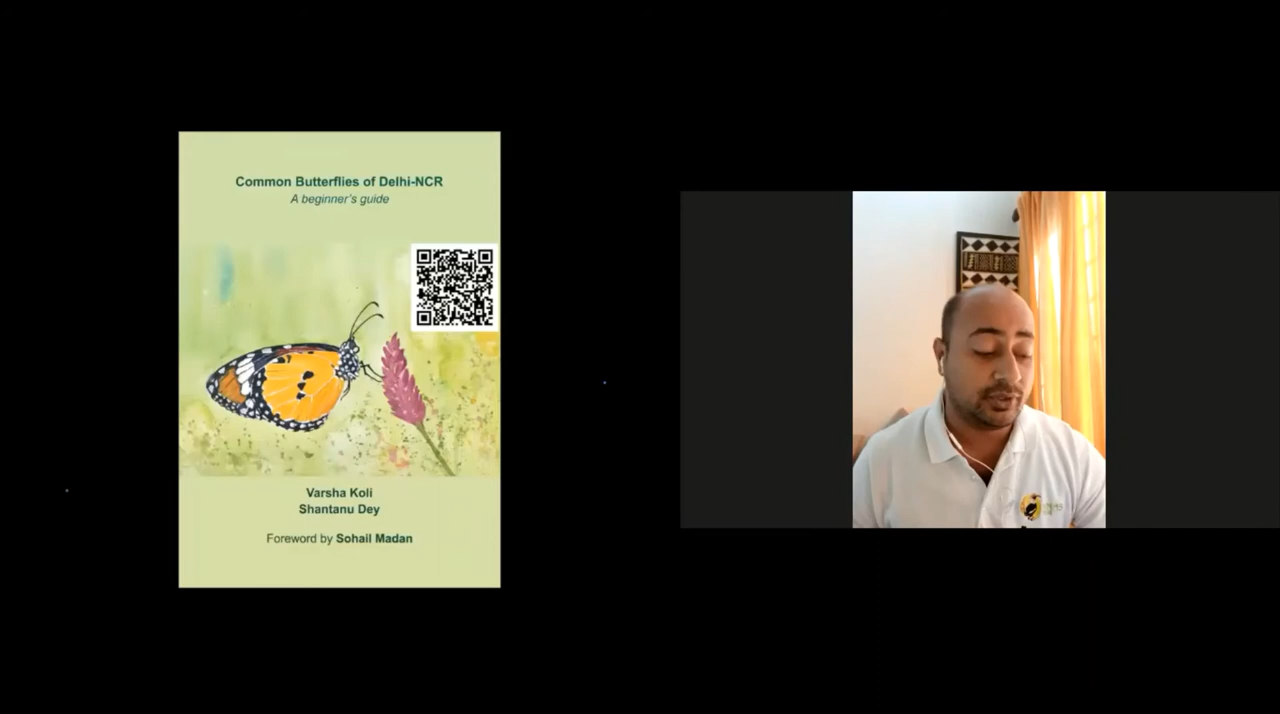 Common Butterflies of Delhi-NCR
A beginner's guide
Varsha Koli
Shantanu Dey
Foreword by Sohail Madan